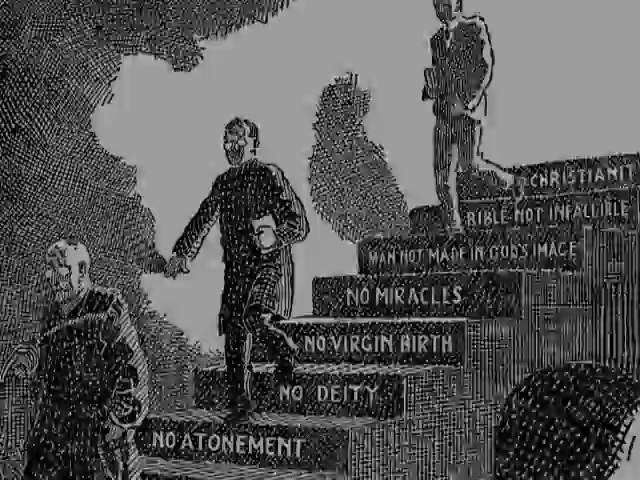 CHRISTIANIT
BIBLE NOT INFALLIBLE
MAN NOT MADE IN GOD'S IMAGE
NO MIRACLES
NO VIRGIN BIRTH
NO DEITY
NO ATONEMENT